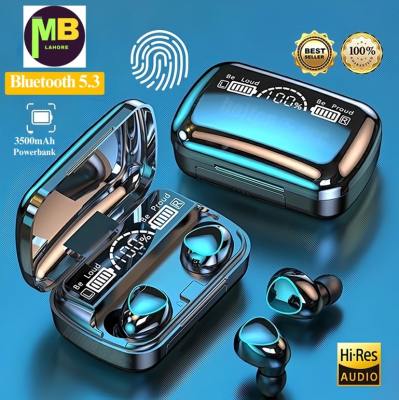 MB
LAHORE
Bluetooth 5.3
3500mAh
Powerbank
BEST
SELLER
100%
Be Loud
Be Proud
L
100%
R
Be Loud
Be Proud
L
100%
R
Hi-Res
AUDIO